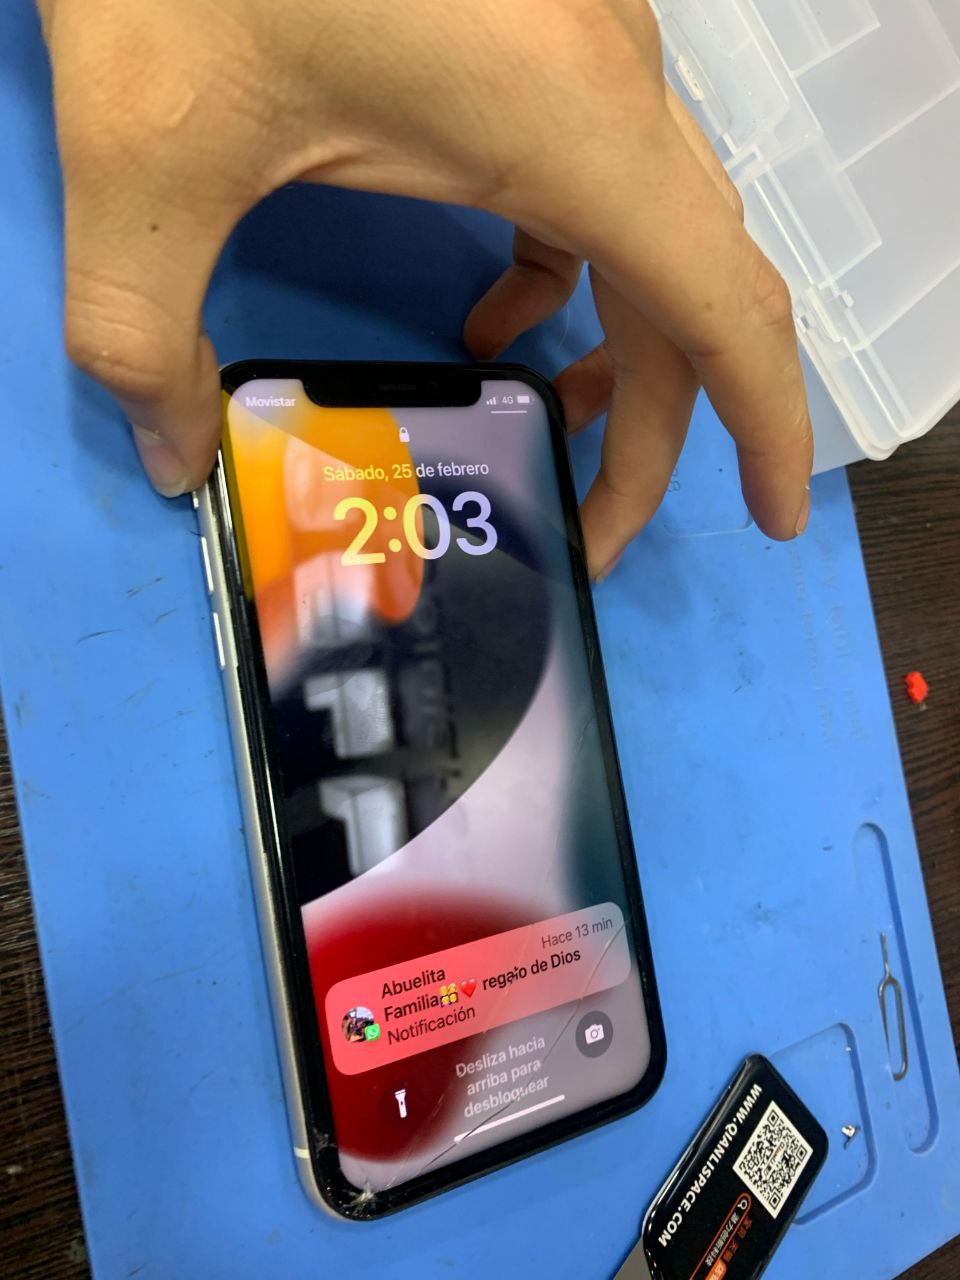 Movistar
4G
Sábado, 25 de febrero
2:03
Hace 13 min
Abuelita
Familia👭❤️ regalo de Dios
Notificación
Desliza hacia
arriba para
desbloquear
WWW.QIANLISPACE.COM